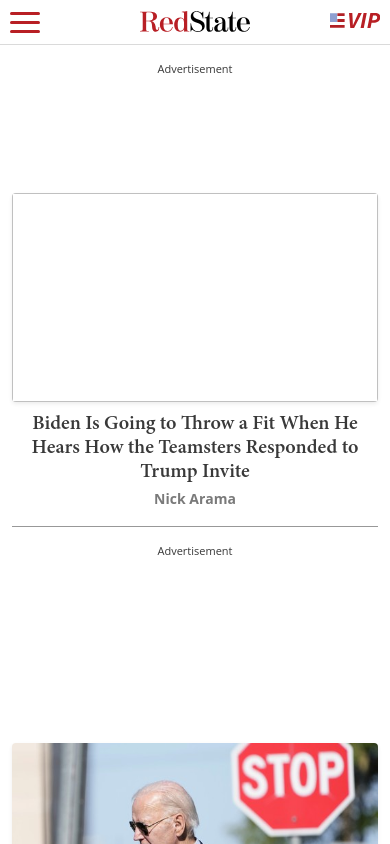 RedState
VIP
Advertisement
Biden Is Going to Throw a Fit When He
Hears How the Teamsters Responded to
Trump Invite
Nick Arama
Advertisement
STOP